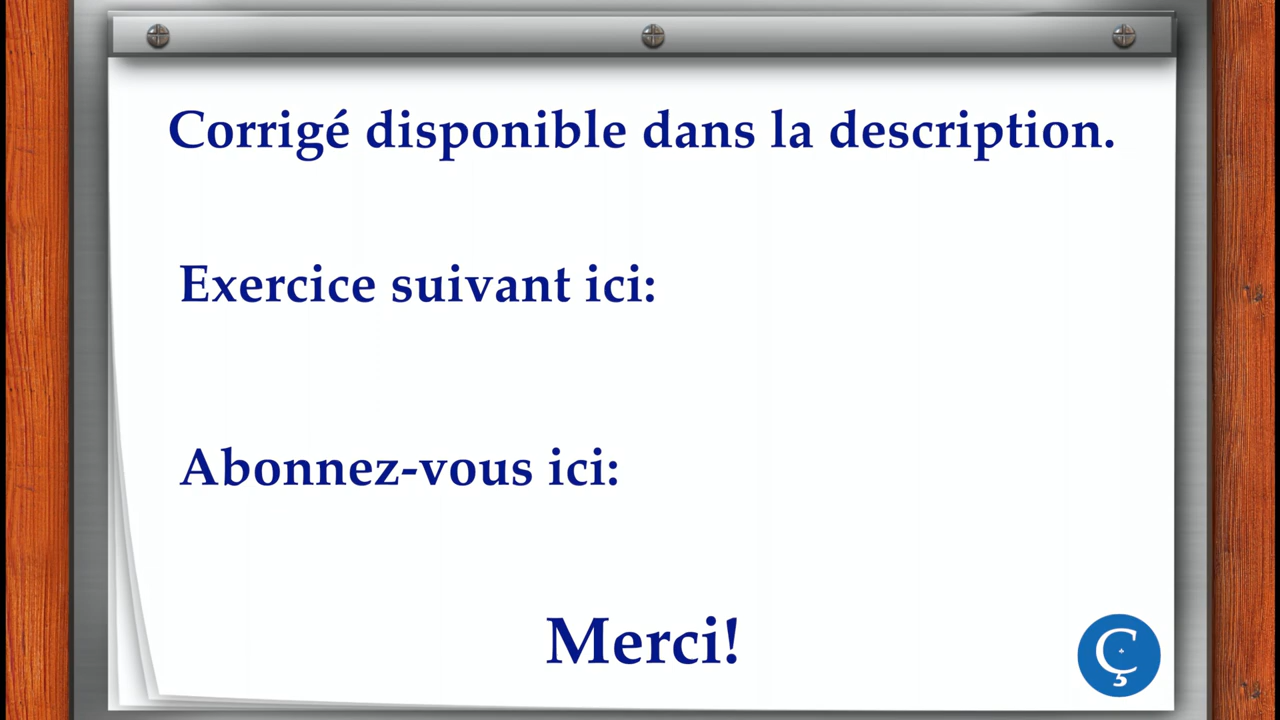 Corrigé disponible dans la description.
Exercice suivant ici:
Abonnez-vous ici:
Merci!
Ç